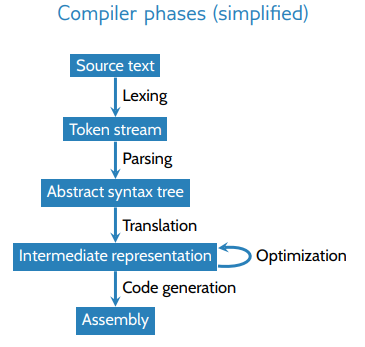 Compiler phases (simplified)
Source text
Lexing
Token stream
Parsing
Abstract syntax tree
Translation
Intermediate representation
Optimization
Code generation
Assembly